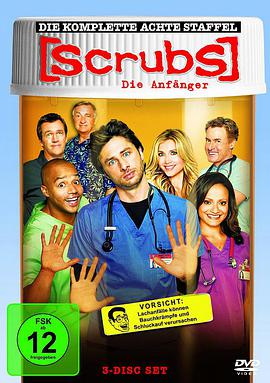 DIE KOMPLETTE ACHTE STAFFEL
[scrubs]
Die Anfänger
VORSICHT:
Lachanfälle können
Bauchkrämpfe und
Schluckauf verursachen
FSK
ab
12
freigegeben
3-DISC SET
DVD
VIDEO